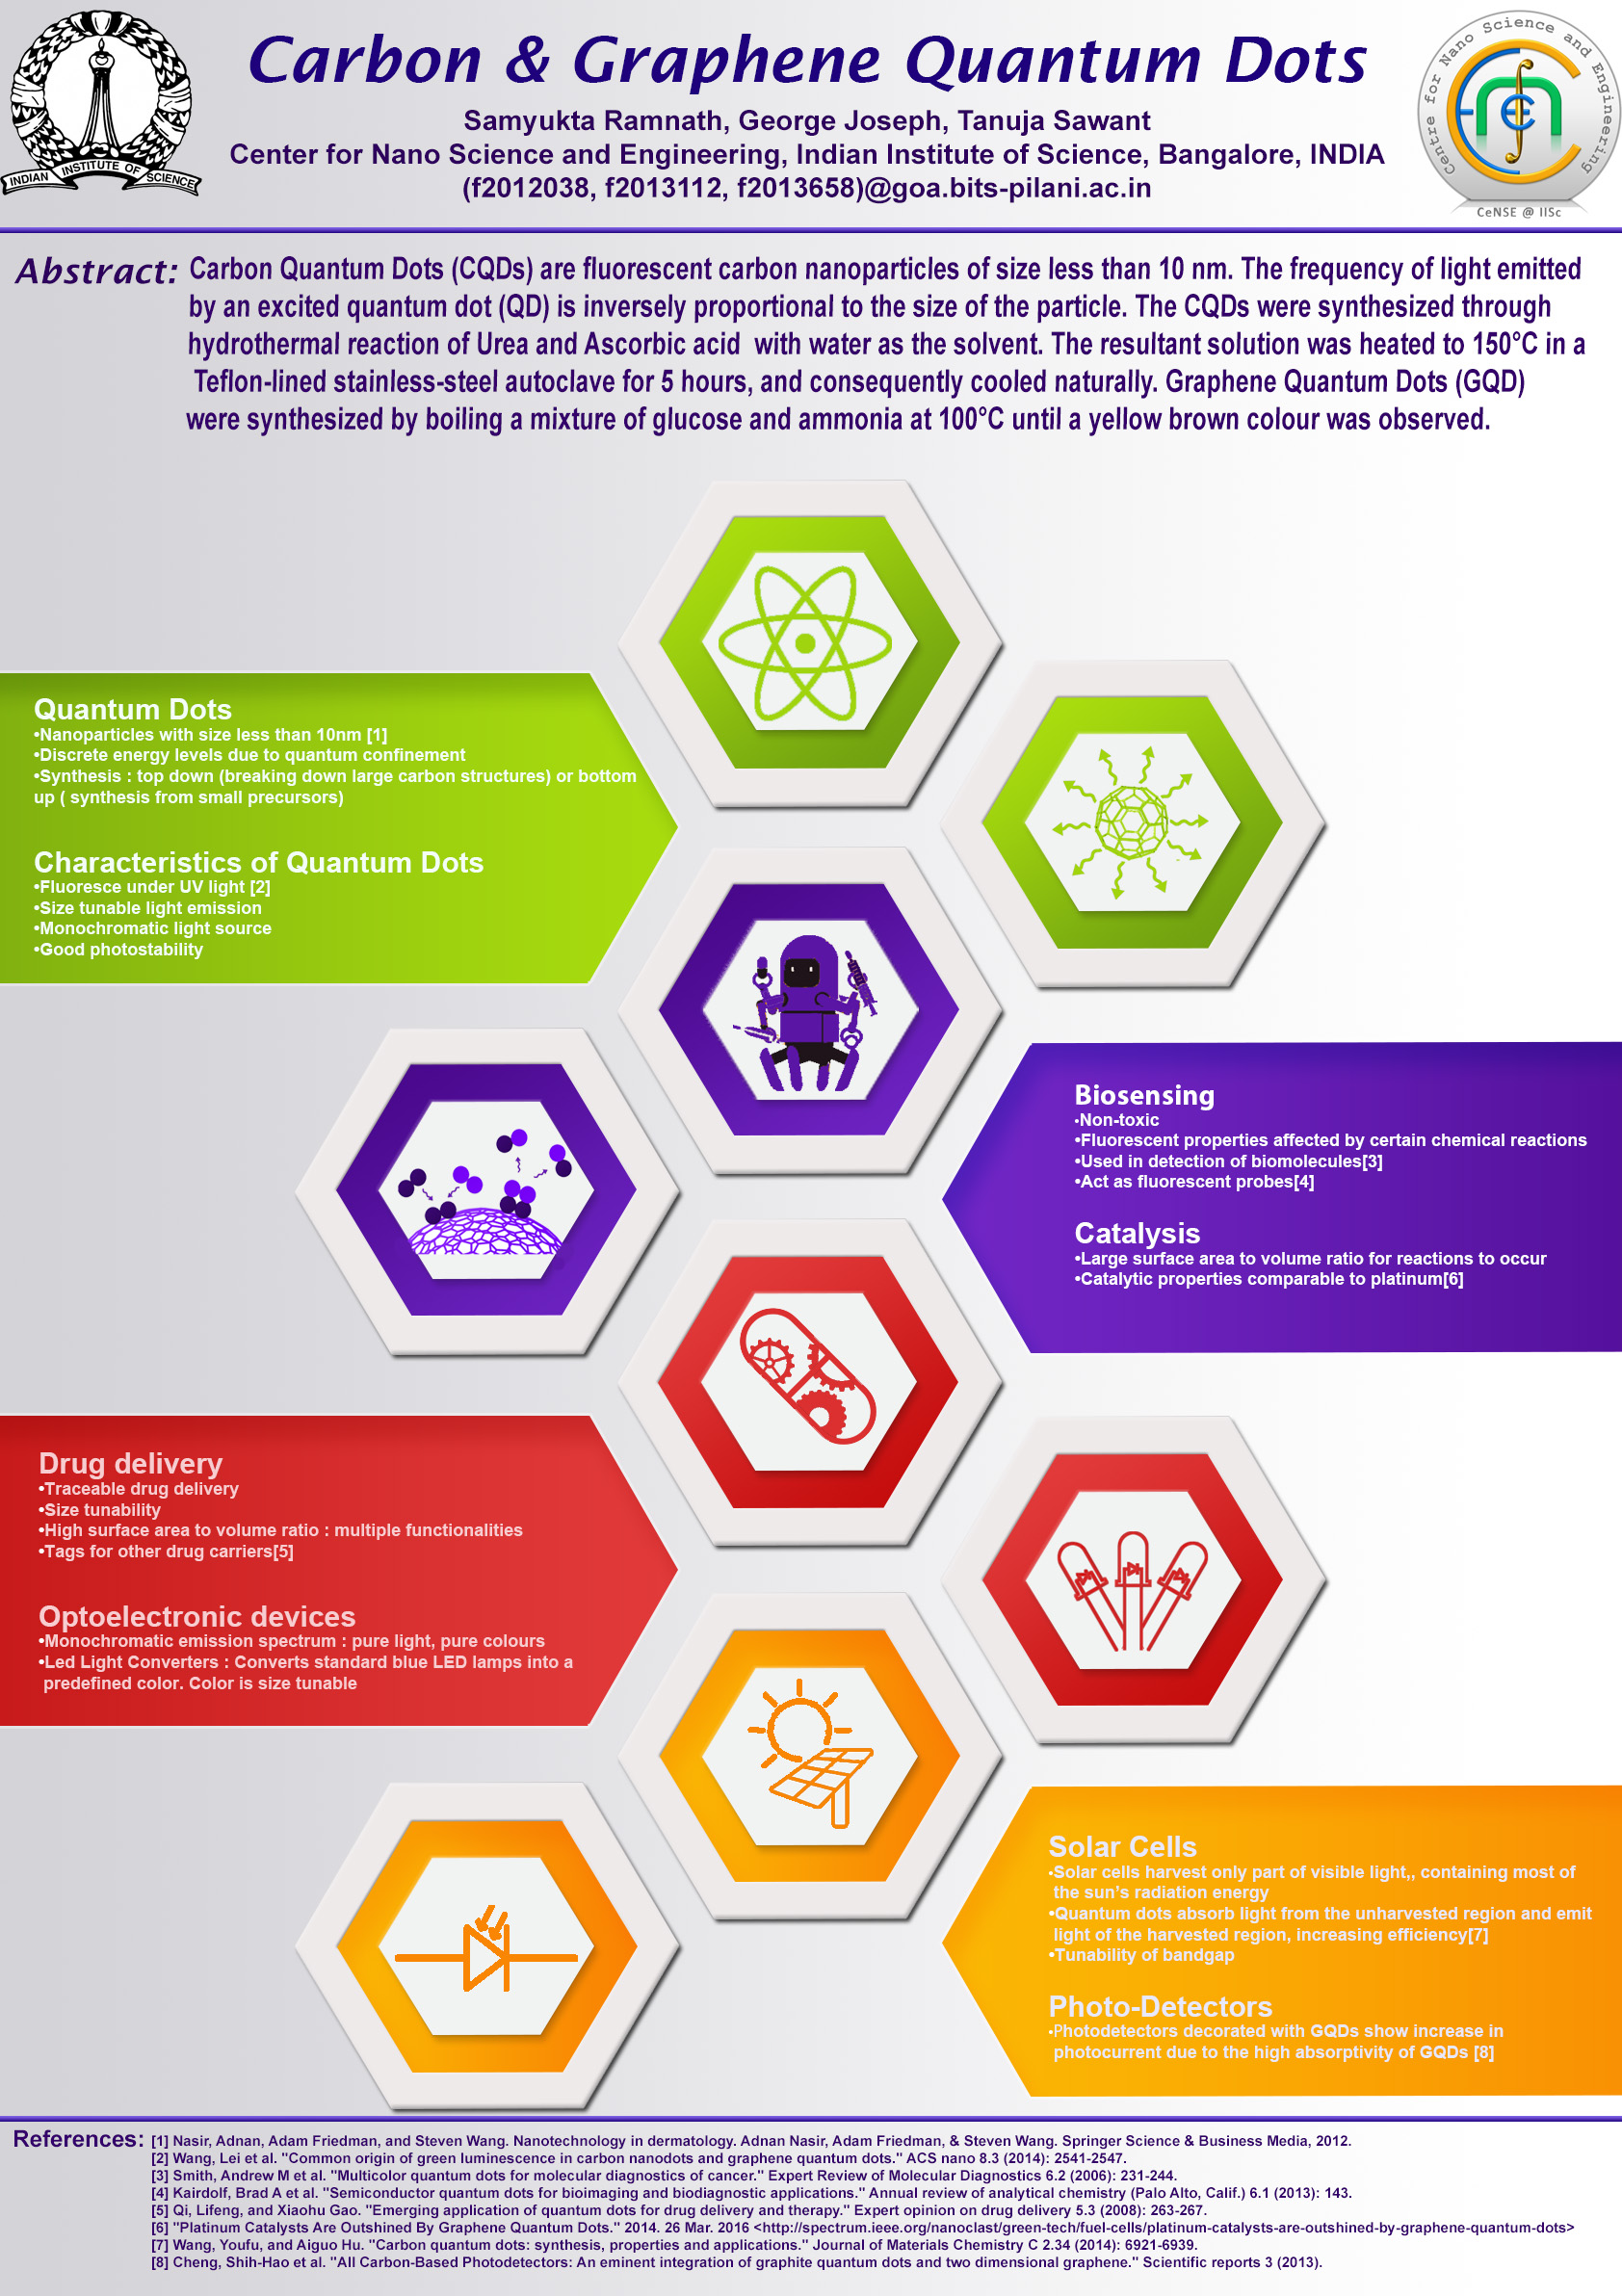 Carbon & Graphene Quantum Dots
Samyukta Ramnath, George Joseph, Tanuja Sawant
Center for Nano Science and Engineering, Indian Institute of Science, Bangalore, INDIA
(f2012038, f2013112, f2013658)@goa.bits-pilani.ac.in
INDIAN INSTITUTE OF SCIENCE
Centre for Nano Science and Engineering
CeNSE @ IISc
Abstract: Carbon Quantum Dots (CQDs) are fluorescent carbon nanoparticles of size less than 10 nm. The frequency of light emitted
by an excited quantum dot (QD) is inversely proportional to the size of the particle. The CQDs were synthesized through
hydrothermal reaction of Urea and Ascorbic acid with water as the solvent. The resultant solution was heated to 150°C in a
Teflon-lined stainless-steel autoclave for 5 hours, and consequently cooled naturally. Graphene Quantum Dots (GQD)
were synthesized by boiling a mixture of glucose and ammonia at 100°C until a yellow brown colour was observed.
Quantum Dots
•Nanoparticles with size less than 10nm [1]
•Discrete energy levels due to quantum confinement
•Synthesis : top down (breaking down large carbon structures) or bottom
up ( synthesis from small precursors)
Characteristics of Quantum Dots
•Fluoresce under UV light [2]
•Size tunable light emission
•Monochromatic light source
•Good photostability
Biosensing
•Non-toxic
•Fluorescent properties affected by certain chemical reactions
•Used in detection of biomolecules[3]
•Act as fluorescent probes[4]
Catalysis
•Large surface area to volume ratio for reactions to occur
•Catalytic properties comparable to platinum[6]
Drug delivery
•Traceable drug delivery
•Size tunability
•High surface area to volume ratio : multiple functionalities
•Tags for other drug carriers[5]
Optoelectronic devices
•Monochromatic emission spectrum : pure light, pure colours
•Led Light Converters : Converts standard blue LED lamps into a
predefined color. Color is size tunable
Solar Cells
•Solar cells harvest only part of visible light,, containing most of
the sun's radiation energy
•Quantum dots absorb light from the unharvested region and emit
light of the harvested region, increasing efficiency[7]
•Tunability of bandgap
Photo-Detectors
•Photodetectors decorated with GQDs show increase in
photocurrent due to the high absorptivity of GQDs [8]
References: [1] Nasir, Adnan, Adam Friedman, and Steven Wang. Nanotechnology in dermatology. Adnan Nasir, Adam Friedman, & Steven Wang. Springer Science & Business Media, 2012.
[2] Wang, Lei et al. "Common origin of green luminescence in carbon nanodots and graphene quantum dots." ACS nano 8.3 (2014): 2541-2547.
[3] Smith, Andrew M et al. "Multicolor quantum dots for molecular diagnostics of cancer." Expert Review of Molecular Diagnostics 6.2 (2006): 231-244.
[4] Kairdolf, Brad A et al. "Semiconductor quantum dots for bioimaging and biodiagnostic applications." Annual review of analytical chemistry (Palo Alto, Calif.) 6.1 (2013): 143.
[5] Qi, Lifeng, and Xiaohu Gao. "Emerging application of quantum dots for drug delivery and therapy." Expert opinion on drug delivery 5.3 (2008): 263-267.
[6] "Platinum Catalysts Are Outshined By Graphene Quantum Dots." 2014. 26 Mar. 2016 <http://spectrum.ieee.org/nanoclast/green-tech/fuel-cells/platinum-catalysts-are-outshined-by-graphene-quantum-dots>
[7] Wang, Youfu, and Aiguo Hu. "Carbon quantum dots: synthesis, properties and applications." Journal of Materials Chemistry C 2.34 (2014): 6921-6939.
[8] Cheng, Shih-Hao et al. "All Carbon-Based Photodetectors: An eminent integration of graphite quantum dots and two dimensional graphene." Scientific reports 3 (2013).